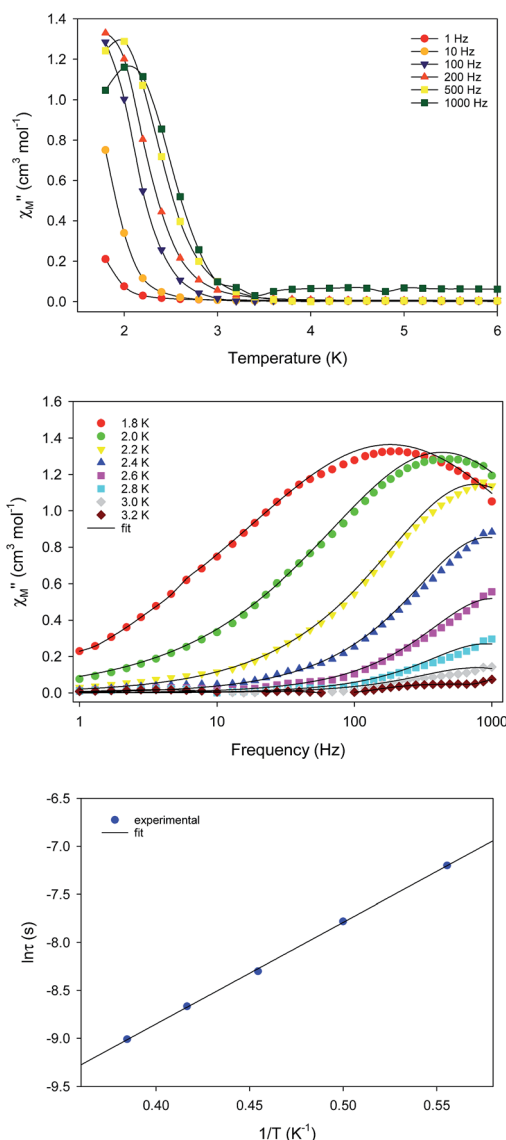 1.4
1.2
1.0
0.8
0.6
0.4
0.2
0.0
χM'' (cm³ mol⁻¹)
1 Hz
10 Hz
100 Hz
200 Hz
500 Hz
1000 Hz
2 3 4 5 6
Temperature (K)
1.6
1.4
1.2
1.0
0.8
0.6
0.4
0.2
0.0
χM'' (cm³ mol⁻¹)
1.8 K
2.0 K
2.2 K
2.4 K
2.6 K
2.8 K
3.0 K
3.2 K
fit
1 10 100 1000
Frequency (Hz)
-6.5
-7.0
-7.5
-8.0
-8.5
-9.0
-9.5
lnτ (s)
experimental
fit
0.40 0.45 0.50 0.55
1/T (K⁻¹)